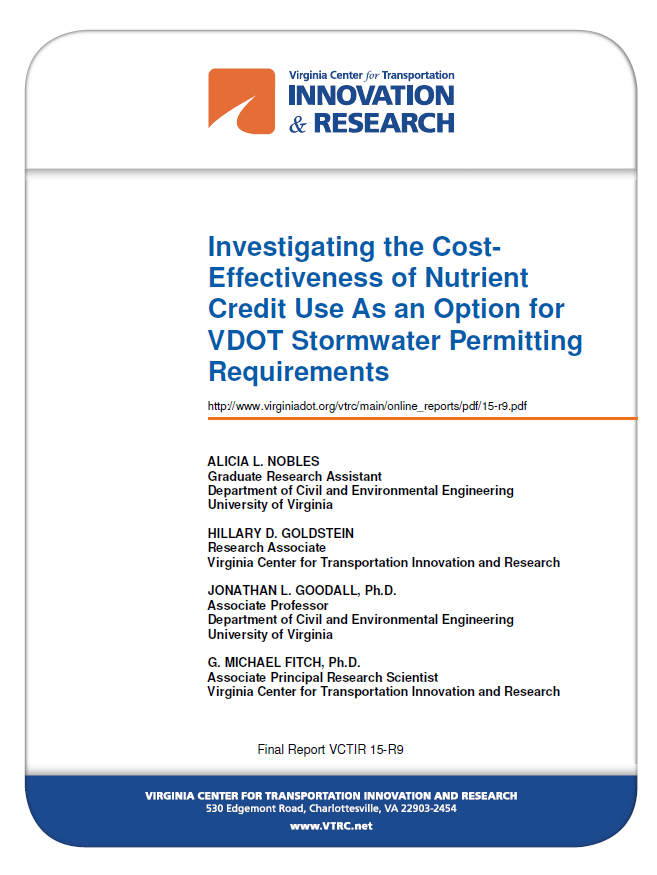 Virginia Center for Transportation
INNOVATION
& RESEARCH
Investigating the Cost-
Effectiveness of Nutrient
Credit Use As an Option for
VDOT Stormwater Permitting
Requirements
http://www.virginiadot.org/vtrc/main/online_reports/pdf/15-r9.pdf
ALICIA L. NOBLES
Graduate Research Assistant
Department of Civil and Environmental Engineering
University of Virginia
HILLARY D. GOLDSTEIN
Research Associate
Virginia Center for Transportation Innovation and Research
JONATHAN L. GOODALL, Ph.D.
Associate Professor
Department of Civil and Environmental Engineering
University of Virginia
G. MICHAEL FITCH, Ph.D.
Associate Principal Research Scientist
Virginia Center for Transportation Innovation and Research
Final Report VCTIR 15-R9
VIRGINIA CENTER FOR TRANSPORTATION INNOVATION AND RESEARCH
530 Edgemont Road, Charlottesville, VA 22903-2454
www.VTRC.net